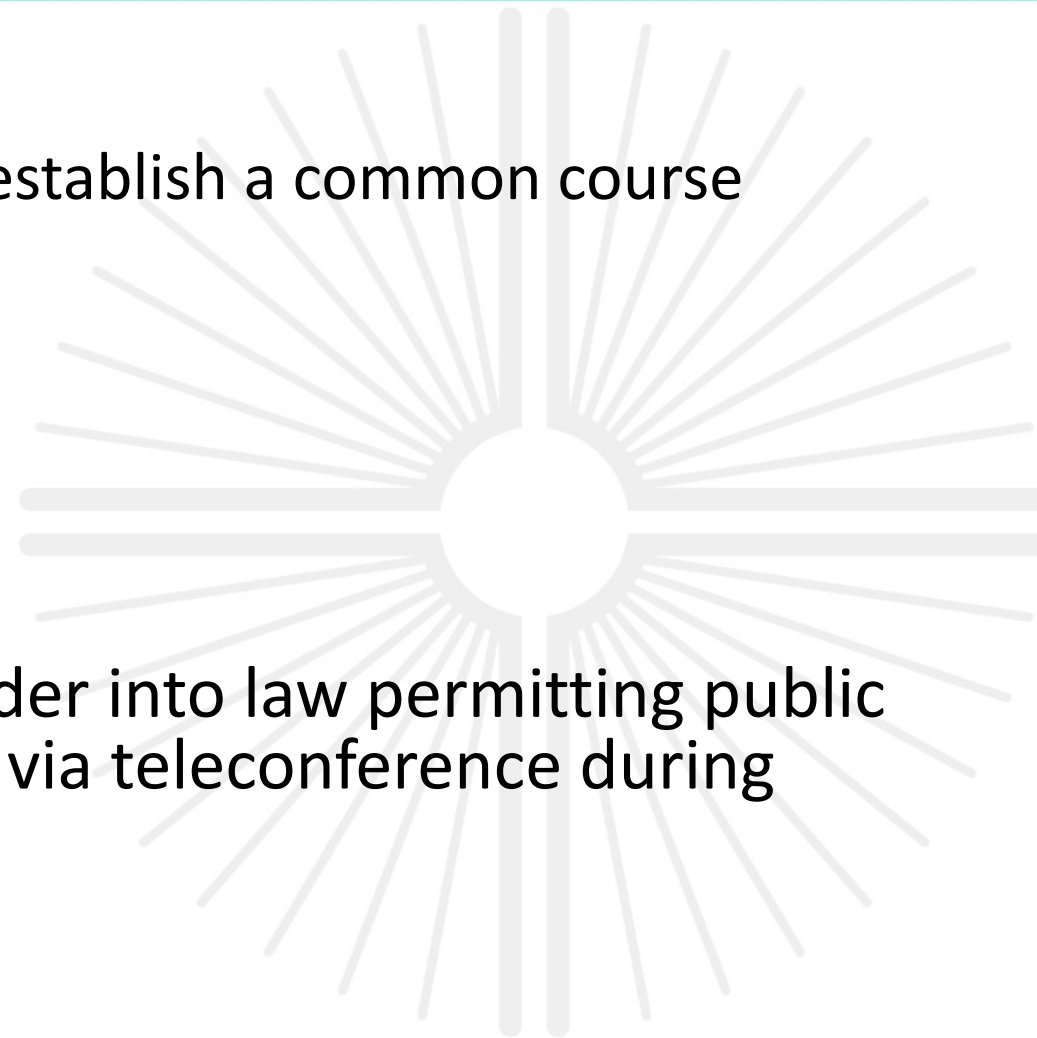 establish a common course
der into law permitting public
via teleconference during